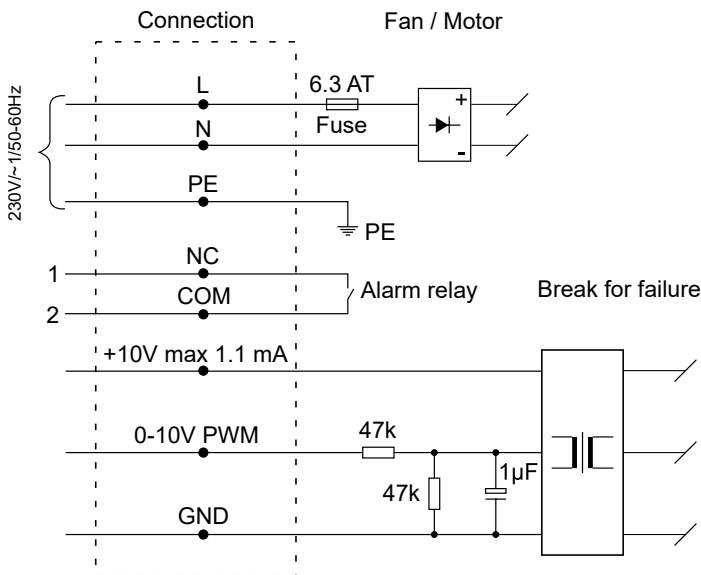 Connection
Fan / Motor
230V/~1/50-60Hz
L
6.3 AT
+
N
Fuse
-
PE
PE
1
NC
2
COM
Alarm relay
Break for failure
+10V max 1.1 mA
0-10V PWM
47k
47k
1µF
GND